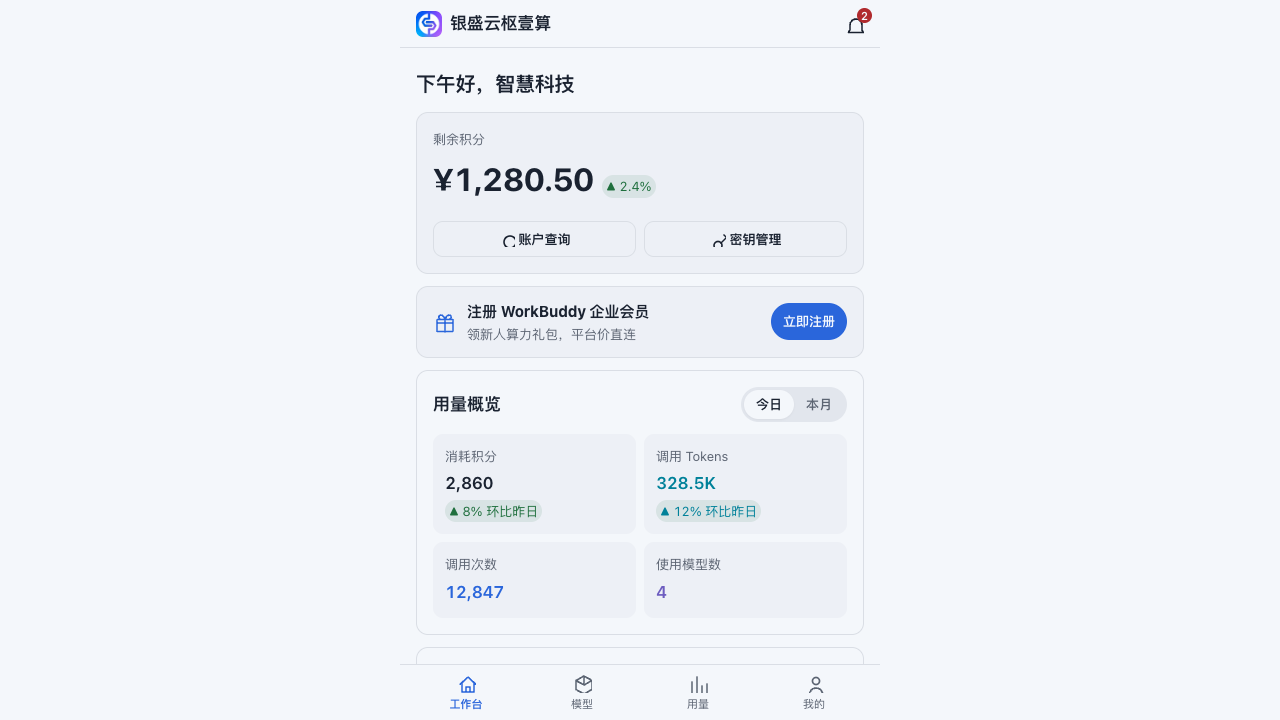 银盛云枢壹算
2
下午好，智慧科技
剩余积分
¥1,280.50 ▲ 2.4%
账户查询 密钥管理
注册 WorkBuddy 企业会员
领新人算力礼包，平台价直连
立即注册
用量概览
今日 本月
消耗积分
2,860
▲ 8% 环比昨日
调用 Tokens
328.5K
▲ 12% 环比昨日
调用次数
12,847
使用模型数
4
工作台 模型 用量 我的